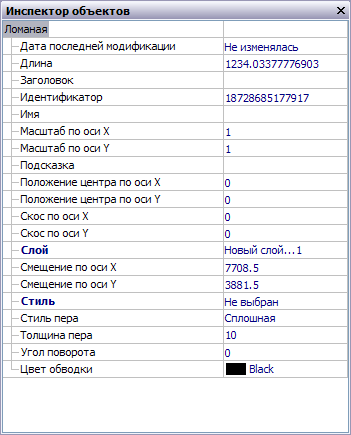 Инспектор объектов
Ломаная
Дата последней модификации Не изменялась
Длина 1234.03377776903
Заголовок
Идентификатор 18728685177917
Имя
Масштаб по оси X 1
Масштаб по оси Y 1
Подсказка
Положение центра по оси X 0
Положение центра по оси Y 0
Скос по оси X 0
Скос по оси Y 0
Слой Новый слой...1
Смещение по оси X 7708.5
Смещение по оси Y 3881.5
Стиль Не выбран
Стиль пера Сплошная
Толщина пера 10
Угол поворота 0
Цвет обводки Black